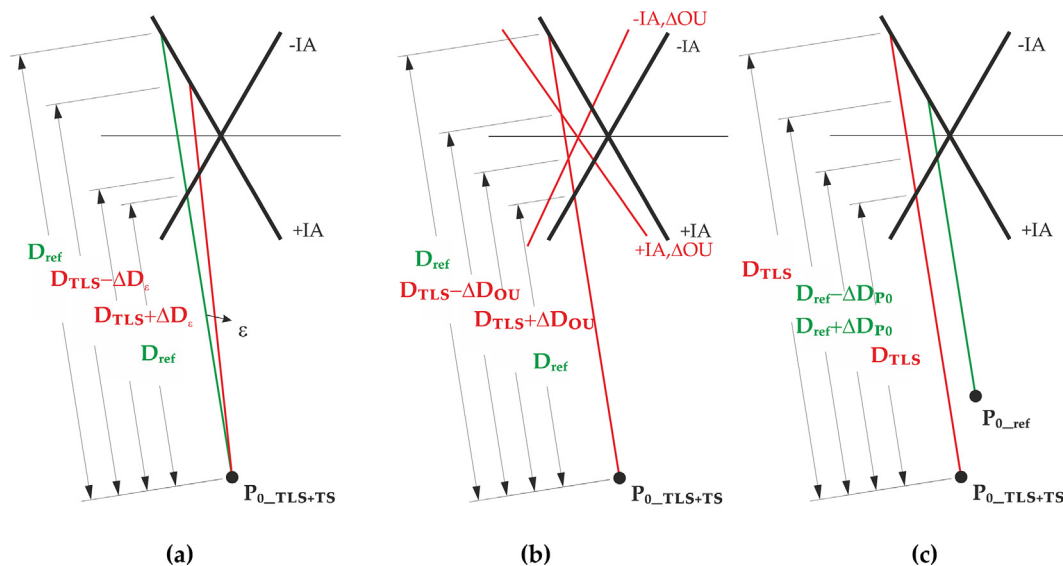 -IA
+IA
D_ref
D_TLS−ΔD_ε
D_TLS+ΔD_ε
D_ref
ε
P_0_TLS+TS
(a)
-IA,ΔOU
-IA
+IA
+IA,ΔOU
D_ref
D_TLS−ΔD_OU
D_TLS+ΔD_OU
D_ref
P_0_TLS+TS
(b)
-IA
+IA
D_TLS
D_ref−ΔD_P0
D_ref+ΔD_P0
D_TLS
P_0_ref
P_0_TLS+TS
(c)